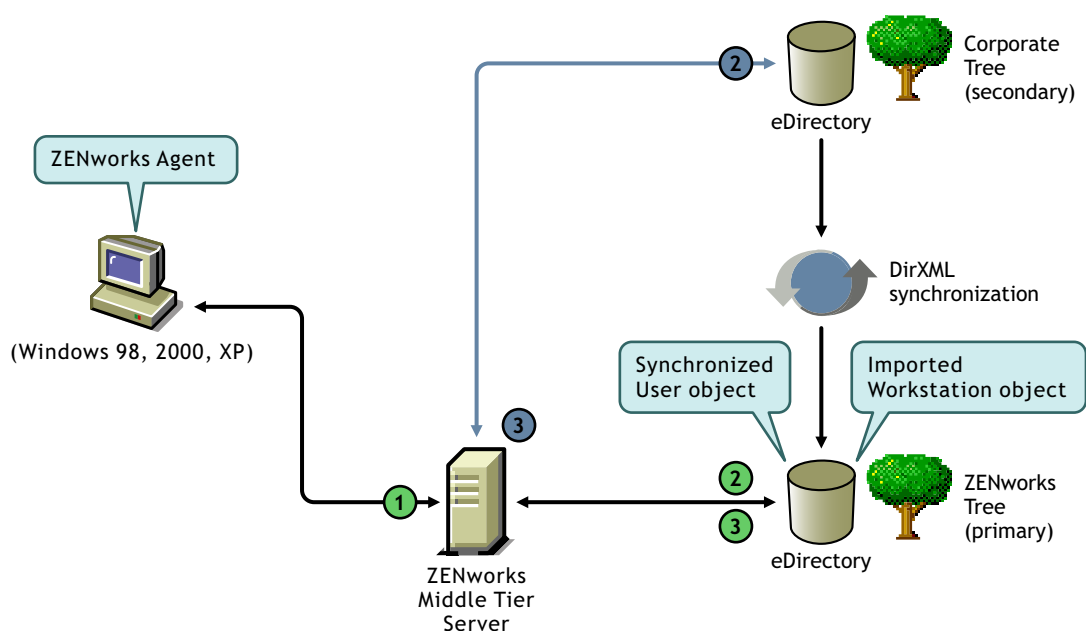 2
Corporate
Tree
(secondary)
eDirectory
ZENworks Agent
DirXML
synchronization
(Windows 98, 2000, XP)
Synchronized
User object
Imported
Workstation object
3
1
2
3
ZENworks
Tree
(primary)
eDirectory
ZENworks
Middle Tier
Server